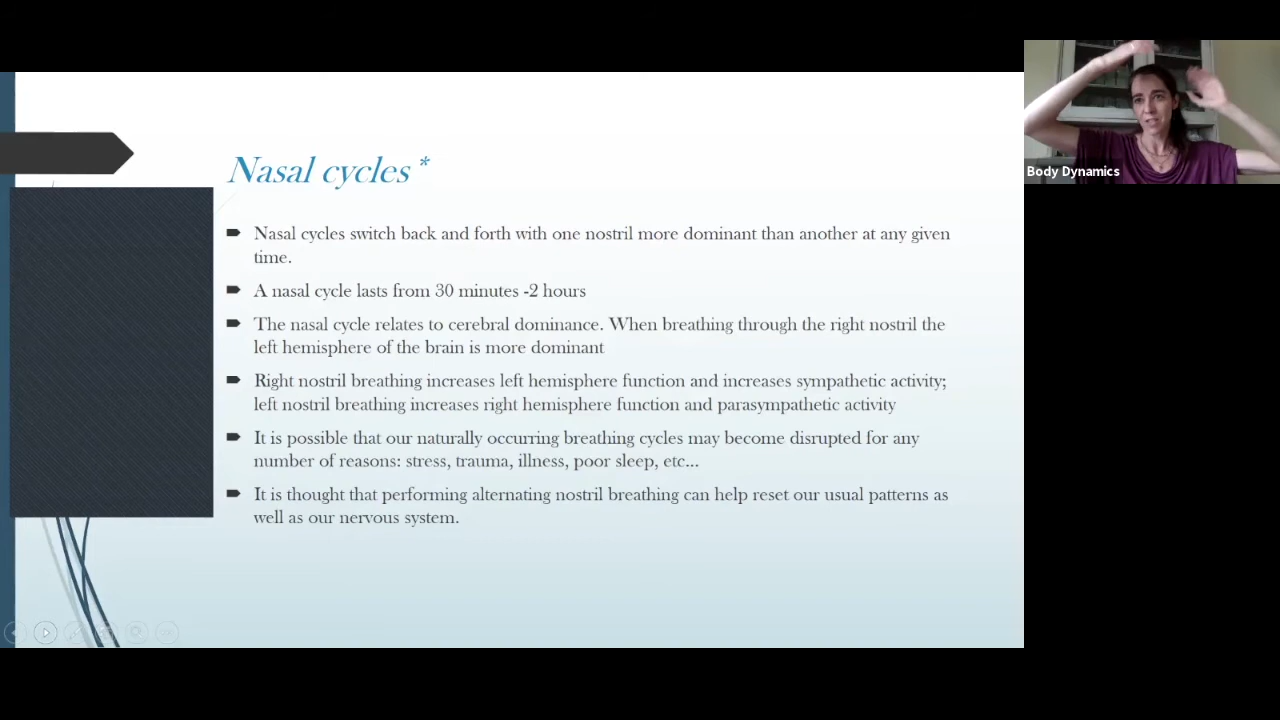 Nasal cycles*
Nasal cycles switch back and forth with one nostril more dominant than another at any given
time.
A nasal cycle lasts from 30 minutes -2 hours
The nasal cycle relates to cerebral dominance. When breathing through the right nostril the
left hemisphere of the brain is more dominant
Right nostril breathing increases left hemisphere function and increases sympathetic activity;
left nostril breathing increases right hemisphere function and parasympathetic activity
It is possible that our naturally occurring breathing cycles may become disrupted for any
number of reasons: stress, trauma, illness, poor sleep, etc...
It is thought that performing alternating nostril breathing can help reset our usual patterns as
well as our nervous system.
Body Dynamics